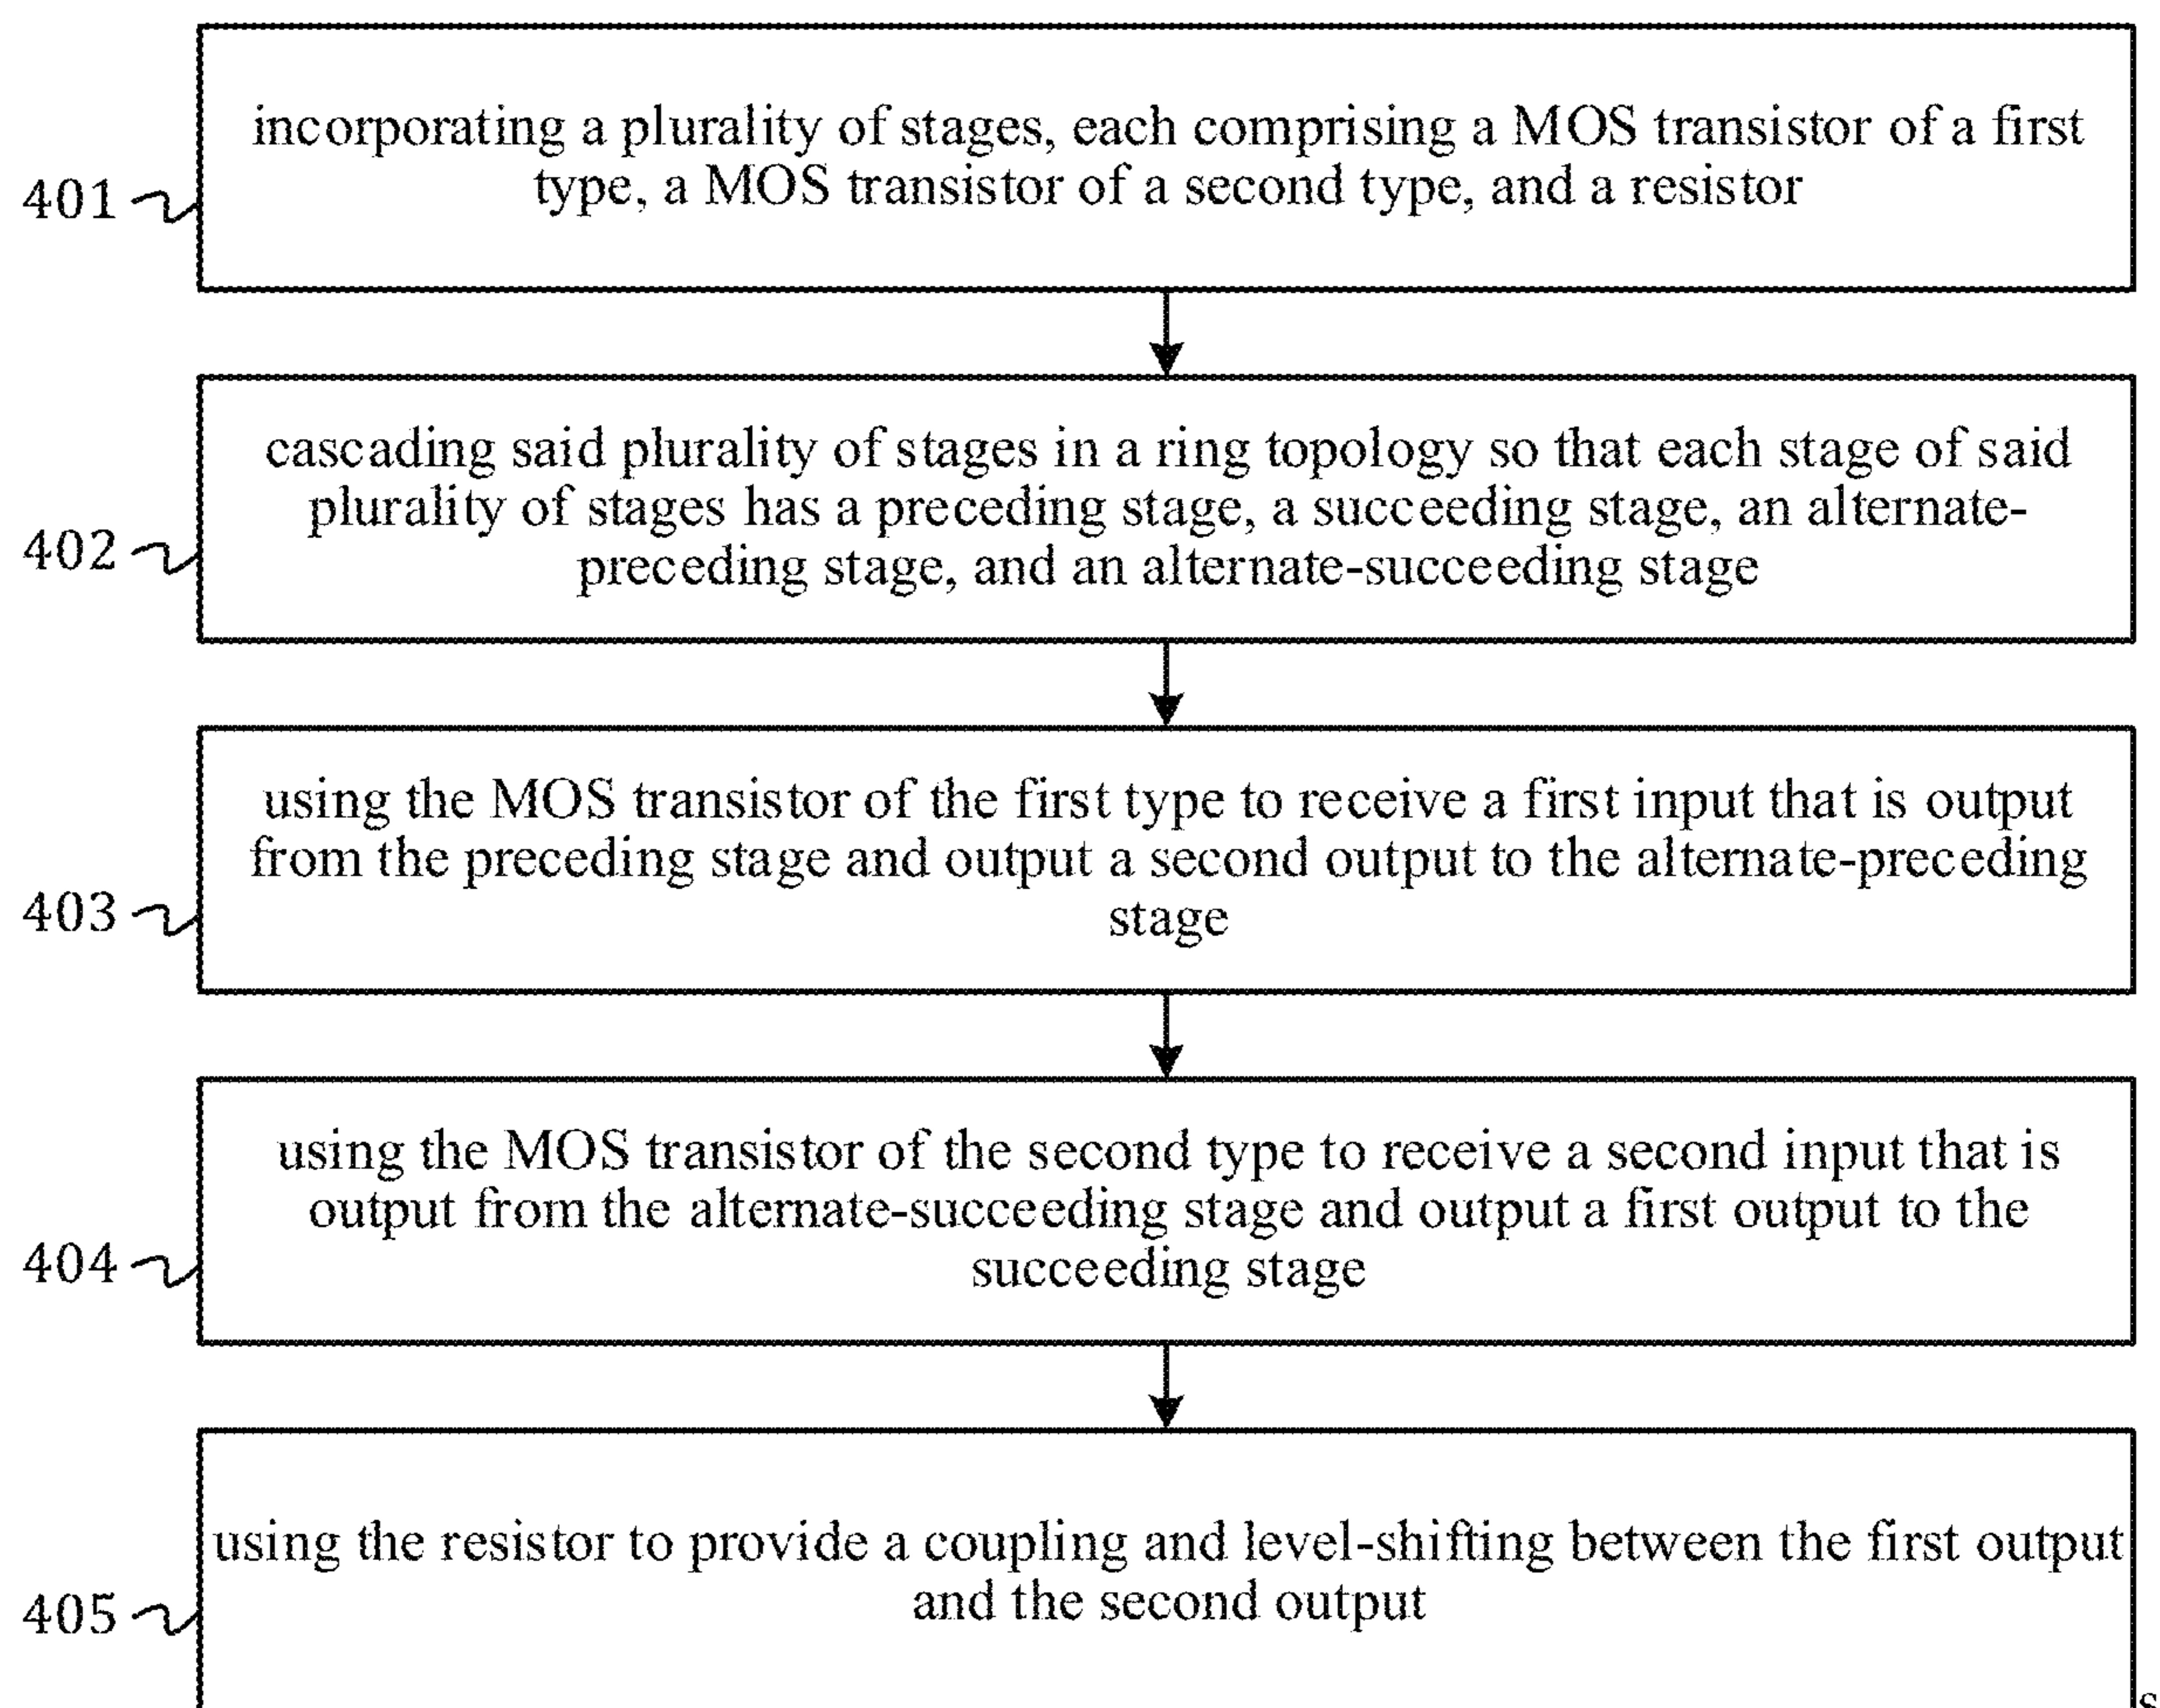 incorporating a plurality of stages, each comprising a MOS transistor of a first
type, a MOS transistor of a second type, and a resistor
401
cascading said plurality of stages in a ring topology so that each stage of said
plurality of stages has a preceding stage, a succeeding stage, an alternate-
preceding stage, and an alternate-succeeding stage
402
using the MOS transistor of the first type to receive a first input that is output
from the preceding stage and output a second output to the alternate-preceding
stage
403
using the MOS transistor of the second type to receive a second input that is
output from the alternate-succeeding stage and output a first output to the
succeeding stage
404
using the resistor to provide a coupling and level-shifting between the first output
and the second output
405
s